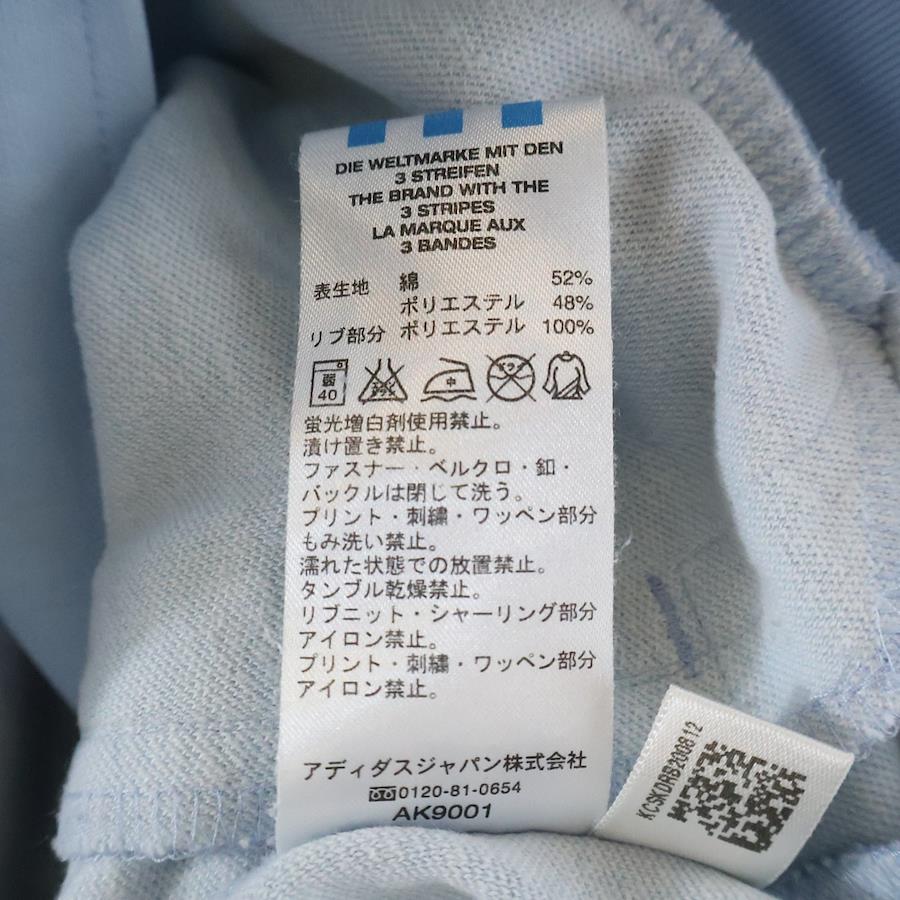 DIE WELTMARKE MIT DEN
3 STREIFEN
THE BRAND WITH THE
3 STRIPES
LA MARQUE AUX
3 BANDES
表生地 綿 52%
ポリエステル 48%
リブ部分 ポリエステル 100%
弱
40
中
蛍光増白剤使用禁止。
漬け置き禁止。
ファスナー・ベルクロ・釦・
バックルは閉じて洗う。
プリント・刺繍・ワッペン部分
もみ洗い禁止。
濡れた状態での放置禁止。
タンブル乾燥禁止。
リブニット・シャーリング部分
アイロン禁止。
プリント・刺繍・ワッペン部分
アイロン禁止。
アディダスジャパン株式会社
0120-81-0654
AK9001
KCSKDRB200812